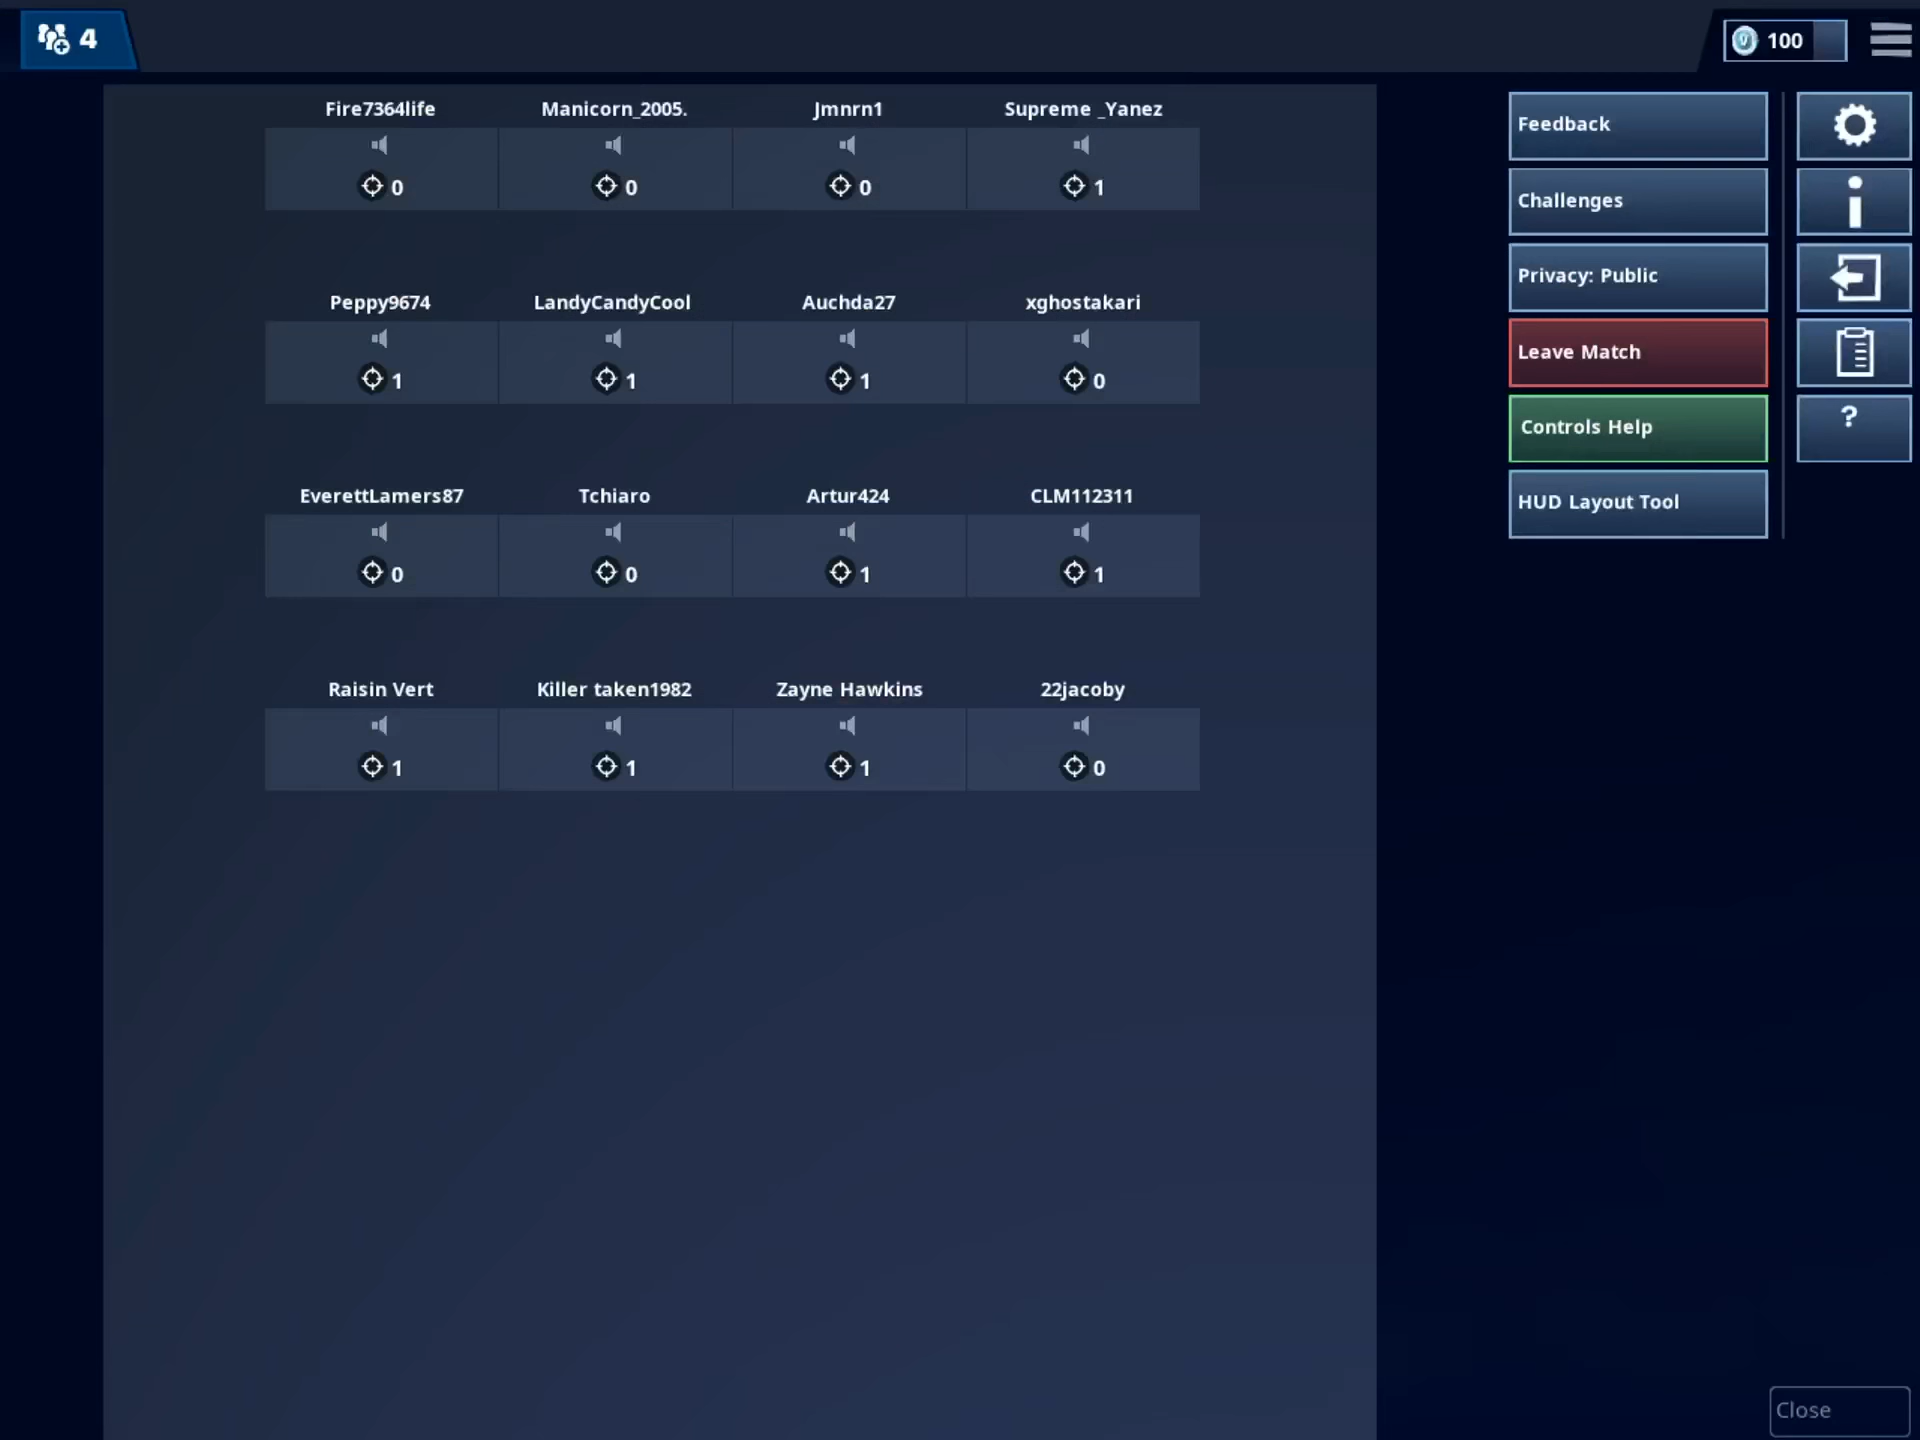 4
100
Fire7364life Manicorn_2005. Jmnrn1 Supreme _Yanez
0 0 0 1
Peppy9674 LandyCandyCool Auchda27 xghostakari
1 1 1 0
EverettLamers87 Tchiaro Artur424 CLM112311
0 0 1 1
Raisin Vert Killer taken1982 Zayne Hawkins 22jacoby
1 1 1 0
Feedback
Challenges
Privacy: Public
Leave Match
Controls Help
?
HUD Layout Tool
Close